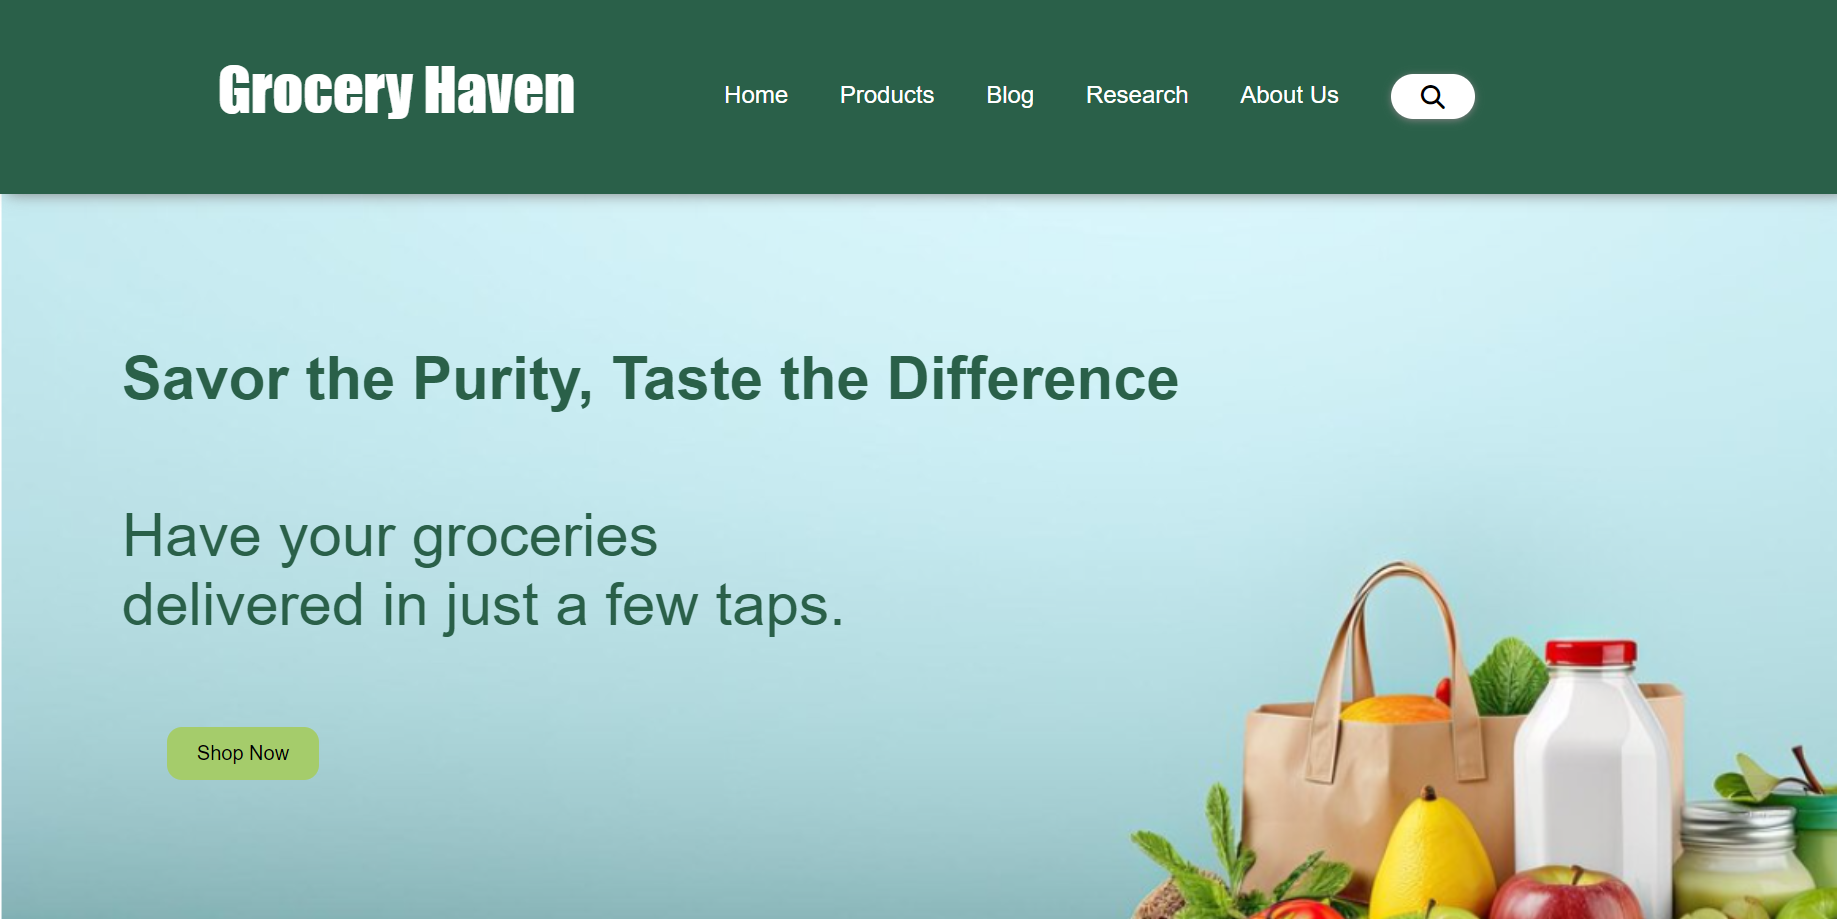 Grocery Haven
Home Products Blog Research About Us
Savor the Purity, Taste the Difference
Have your groceries
delivered in just a few taps.
Shop Now